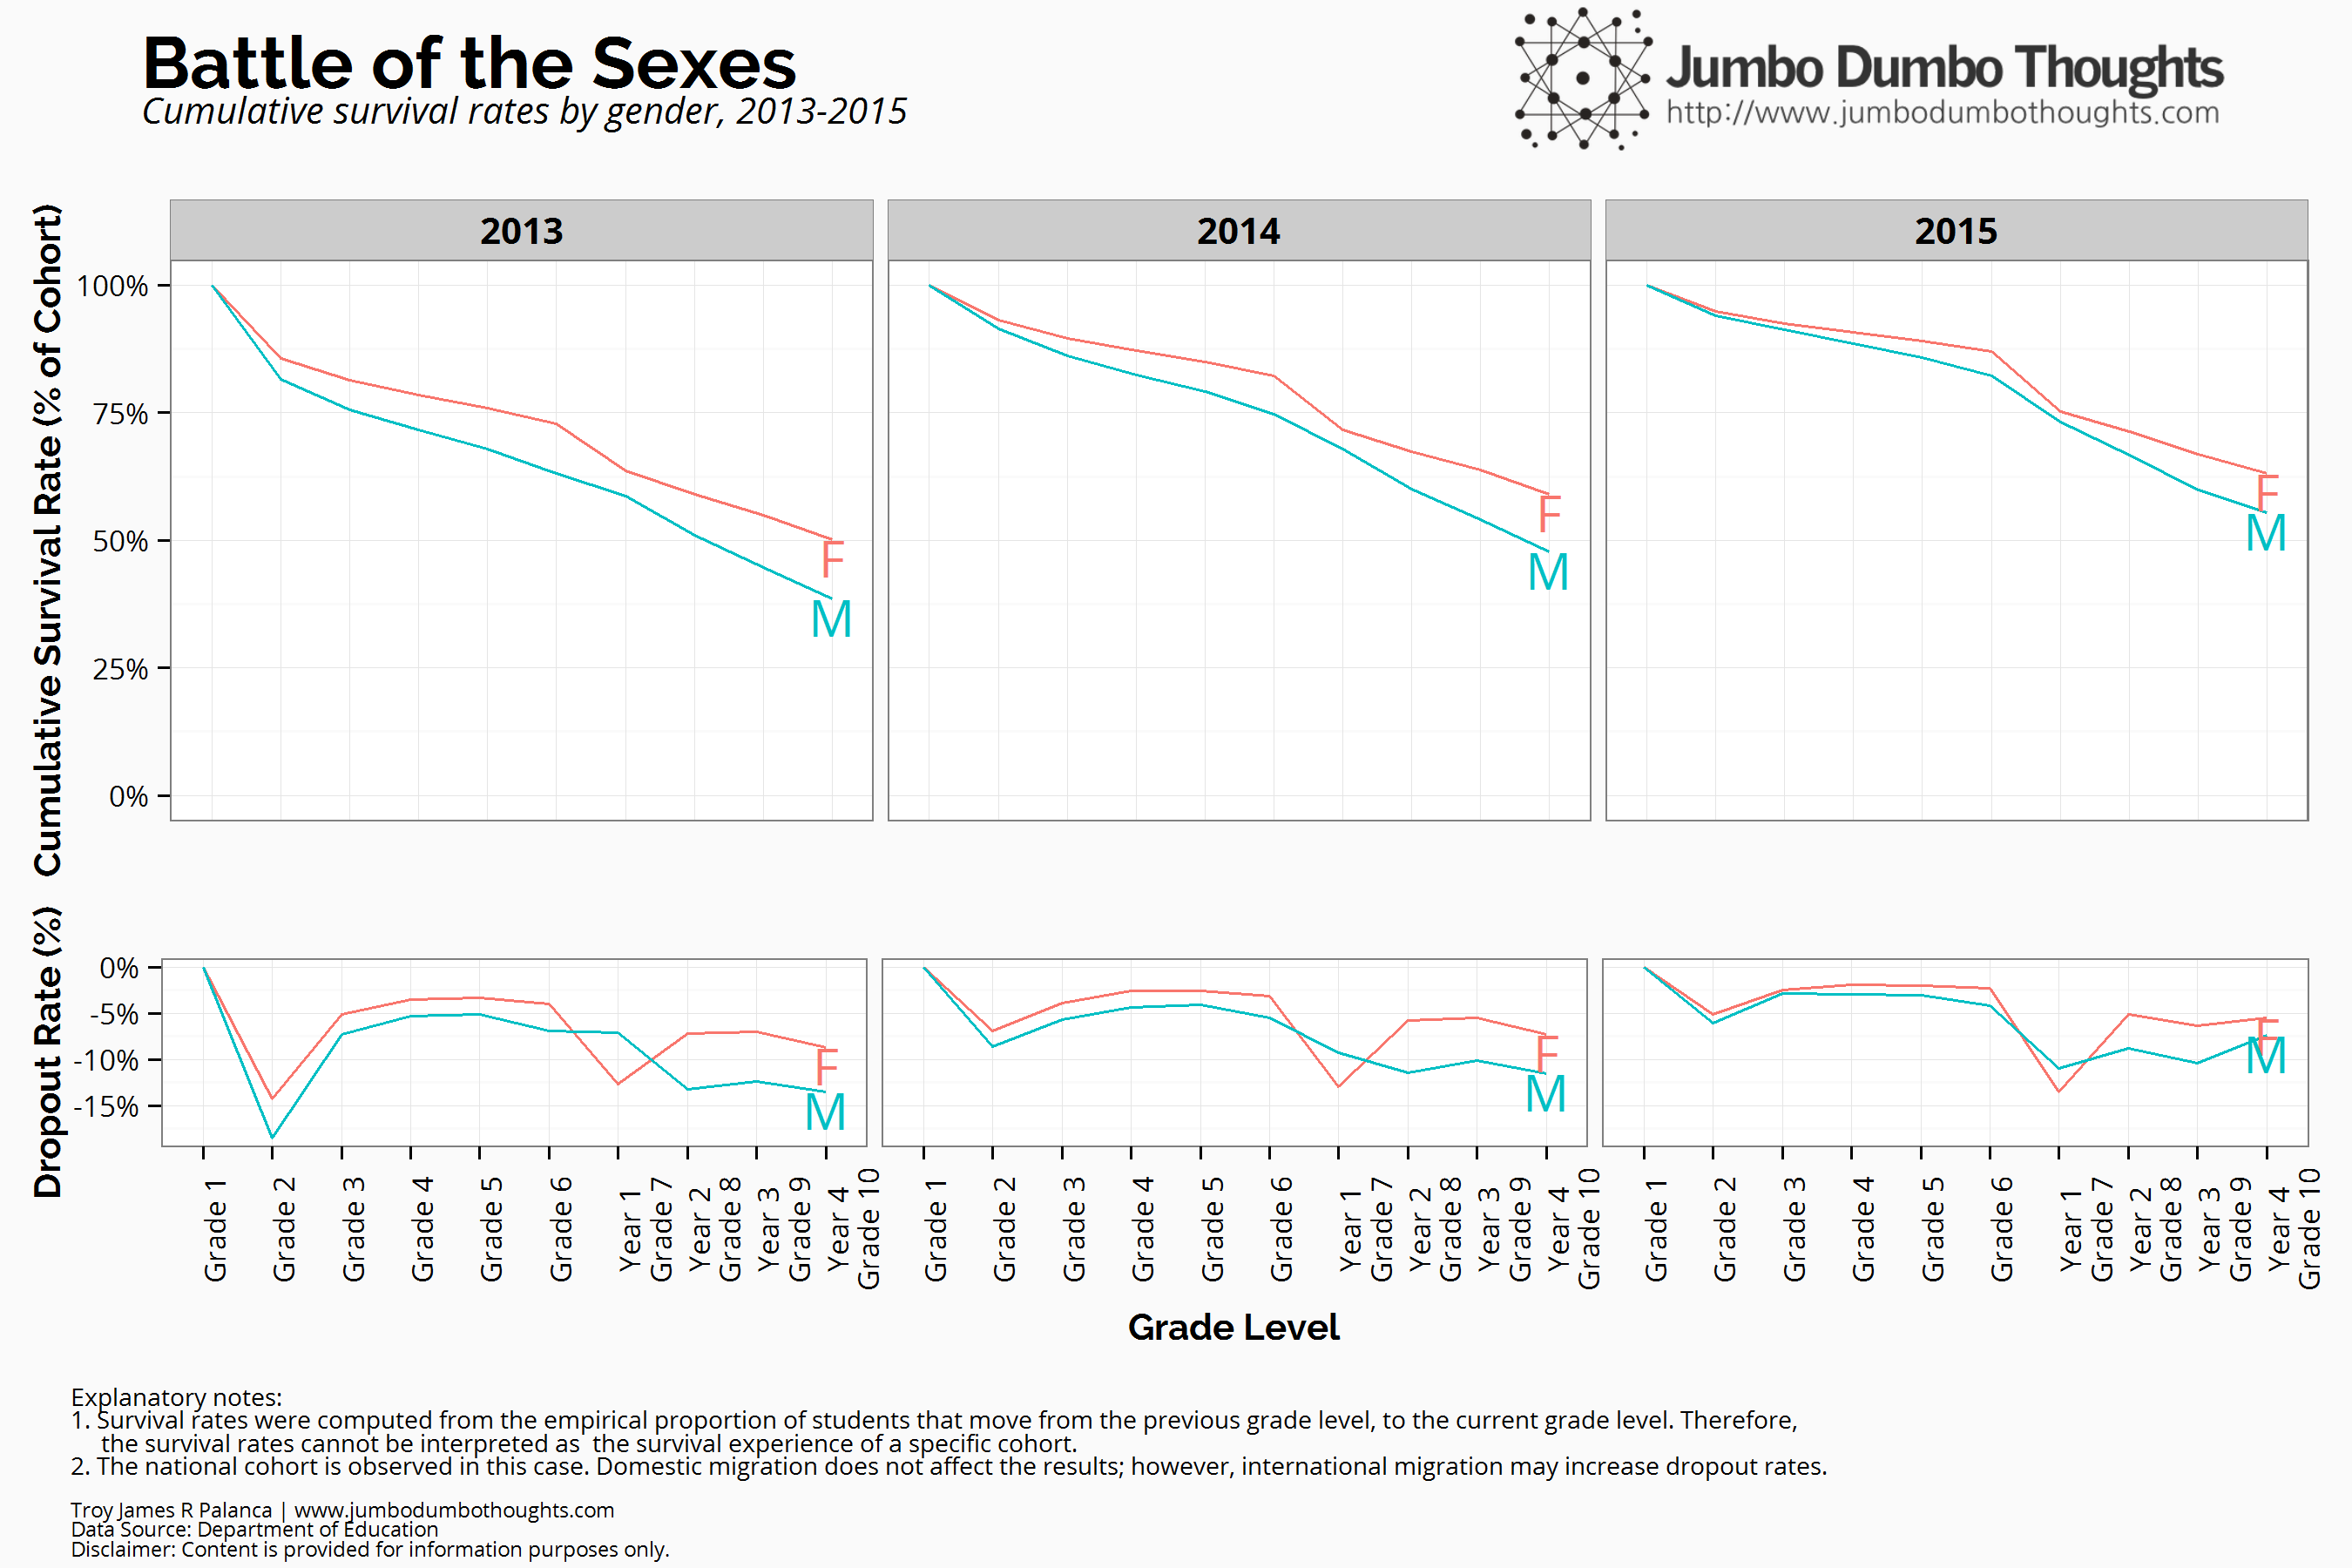 Battle of the Sexes
Cumulative survival rates by gender, 2013-2015
Jumbo Dumbo Thoughts
http://www.jumbodumbothoughts.com
Cumulative Survival Rate (% of Cohort)
2013
2014
2015
100%
75%
50%
25%
0%
F
M
F
M
F
M
Dropout Rate (%)
0%
-5%
-10%
-15%
F
M
F
M
F
M
Grade 1
Grade 2
Grade 3
Grade 4
Grade 5
Grade 6
Year 1
Grade 7
Year 2
Grade 8
Year 3
Grade 9
Year 4
Grade 10
Grade 1
Grade 2
Grade 3
Grade 4
Grade 5
Grade 6
Year 1
Grade 7
Year 2
Grade 8
Year 3
Grade 9
Year 4
Grade 10
Grade 1
Grade 2
Grade 3
Grade 4
Grade 5
Grade 6
Year 1
Grade 7
Year 2
Grade 8
Year 3
Grade 9
Year 4
Grade 10
Grade Level
Explanatory notes:
1. Survival rates were computed from the empirical proportion of students that move from the previous grade level, to the current grade level. Therefore,
the survival rates cannot be interpreted as  the survival experience of a specific cohort.
2. The national cohort is observed in this case. Domestic migration does not affect the results; however, international migration may increase dropout rates.
Troy James R Palanca | www.jumbodumbothoughts.com
Data Source: Department of Education
Disclaimer: Content is provided for information purposes only.